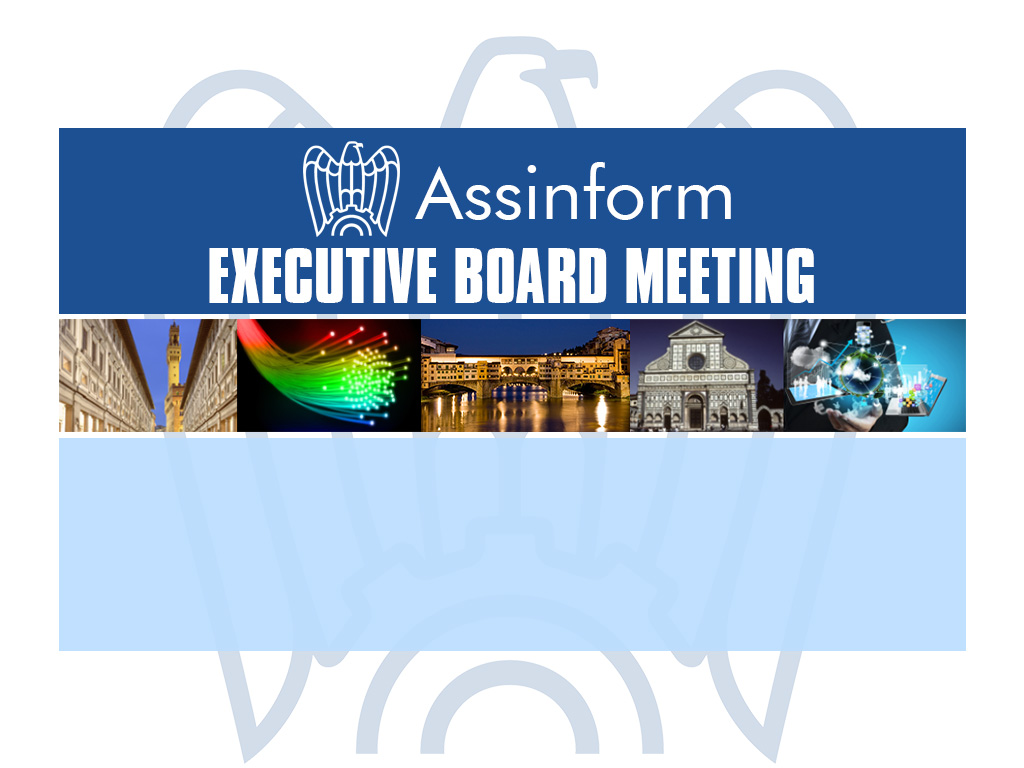 Assinform
EXECUTIVE BOARD MEETING